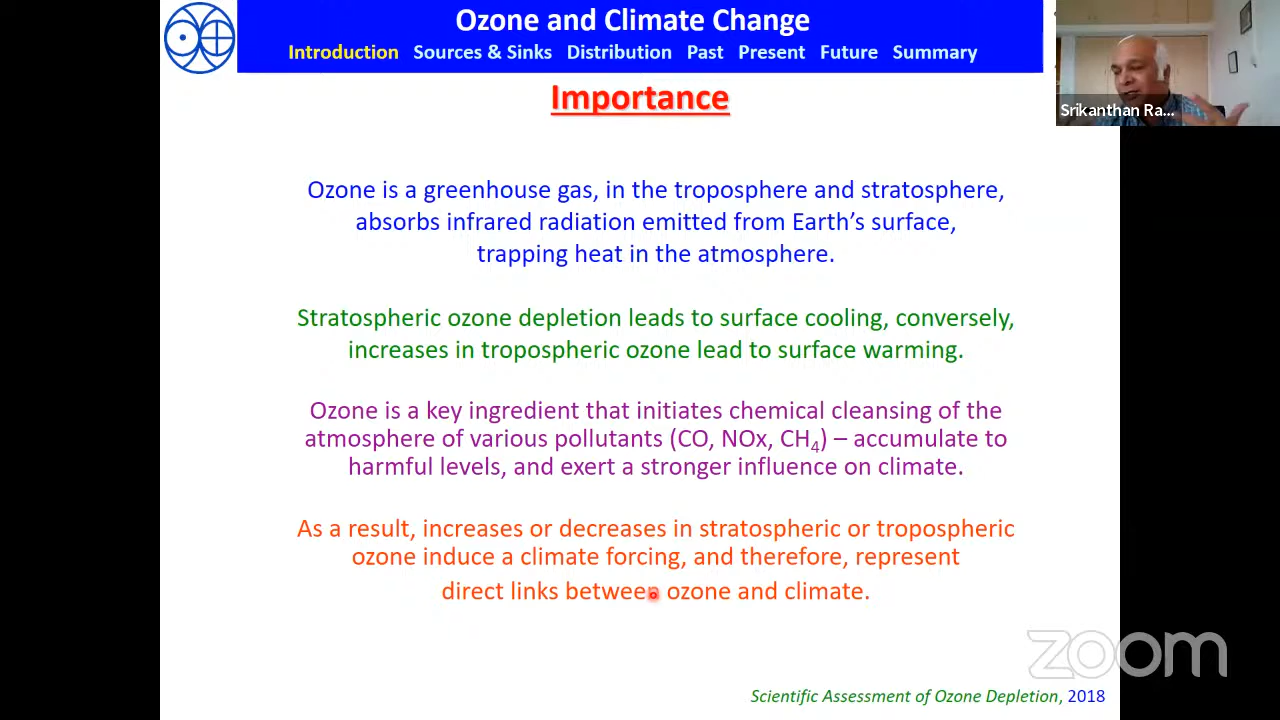 Ozone and Climate Change
Introduction Sources & Sinks Distribution Past Present Future Summary
Importance
Srikanthan Ra...
Ozone is a greenhouse gas, in the troposphere and stratosphere,
absorbs infrared radiation emitted from Earth’s surface,
trapping heat in the atmosphere.
Stratospheric ozone depletion leads to surface cooling, conversely,
increases in tropospheric ozone lead to surface warming.
Ozone is a key ingredient that initiates chemical cleansing of the
atmosphere of various pollutants (CO, NOx, CH₄) – accumulate to
harmful levels, and exert a stronger influence on climate.
As a result, increases or decreases in stratospheric or tropospheric
ozone induce a climate forcing, and therefore, represent
direct links between ozone and climate.
zoom
Scientific Assessment of Ozone Depletion, 2018